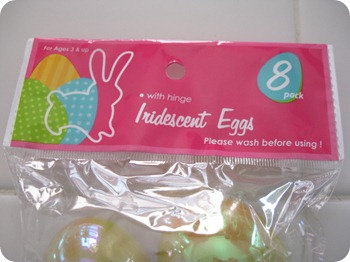 For Ages 3 & up
8
pack
• with hinge
Iridescent Eggs
Please wash before using !